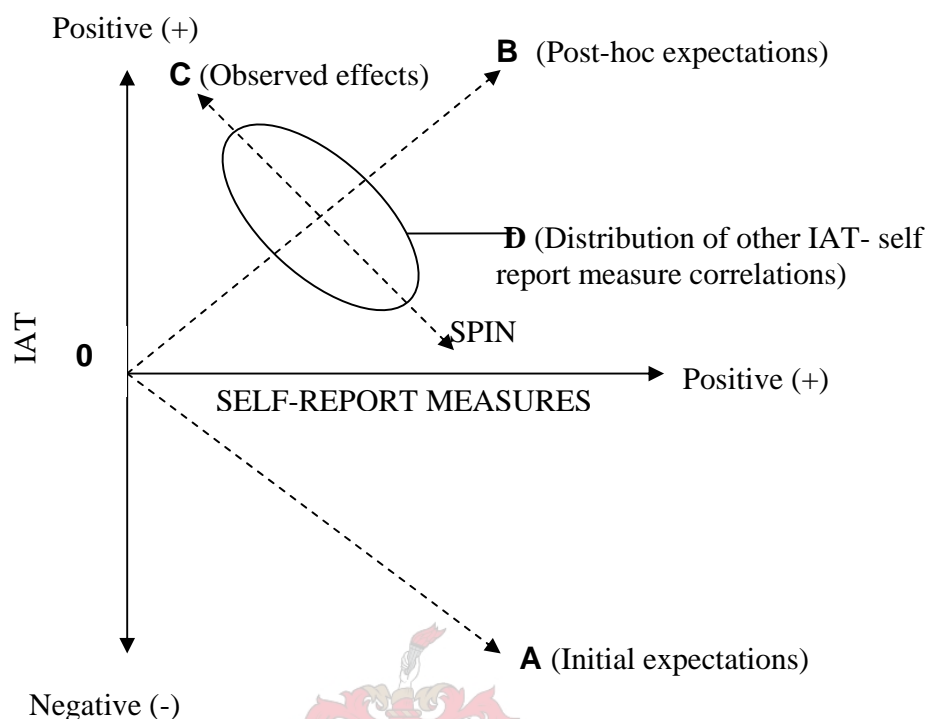 Positive (+)
B (Post-hoc expectations)
C (Observed effects)
D (Distribution of other IAT- self
report measure correlations)
SPIN
IAT
0
Positive (+)
SELF-REPORT MEASURES
A (Initial expectations)
Negative (-)